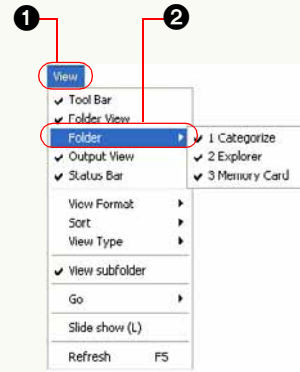 1 2
View
Tool Bar
Folder View
Folder
1 Categorize
2 Explorer
3 Memory Card
Output View
Status Bar
View Format
Sort
View Type
View subfolder
Go
Slide show (L)
Refresh F5